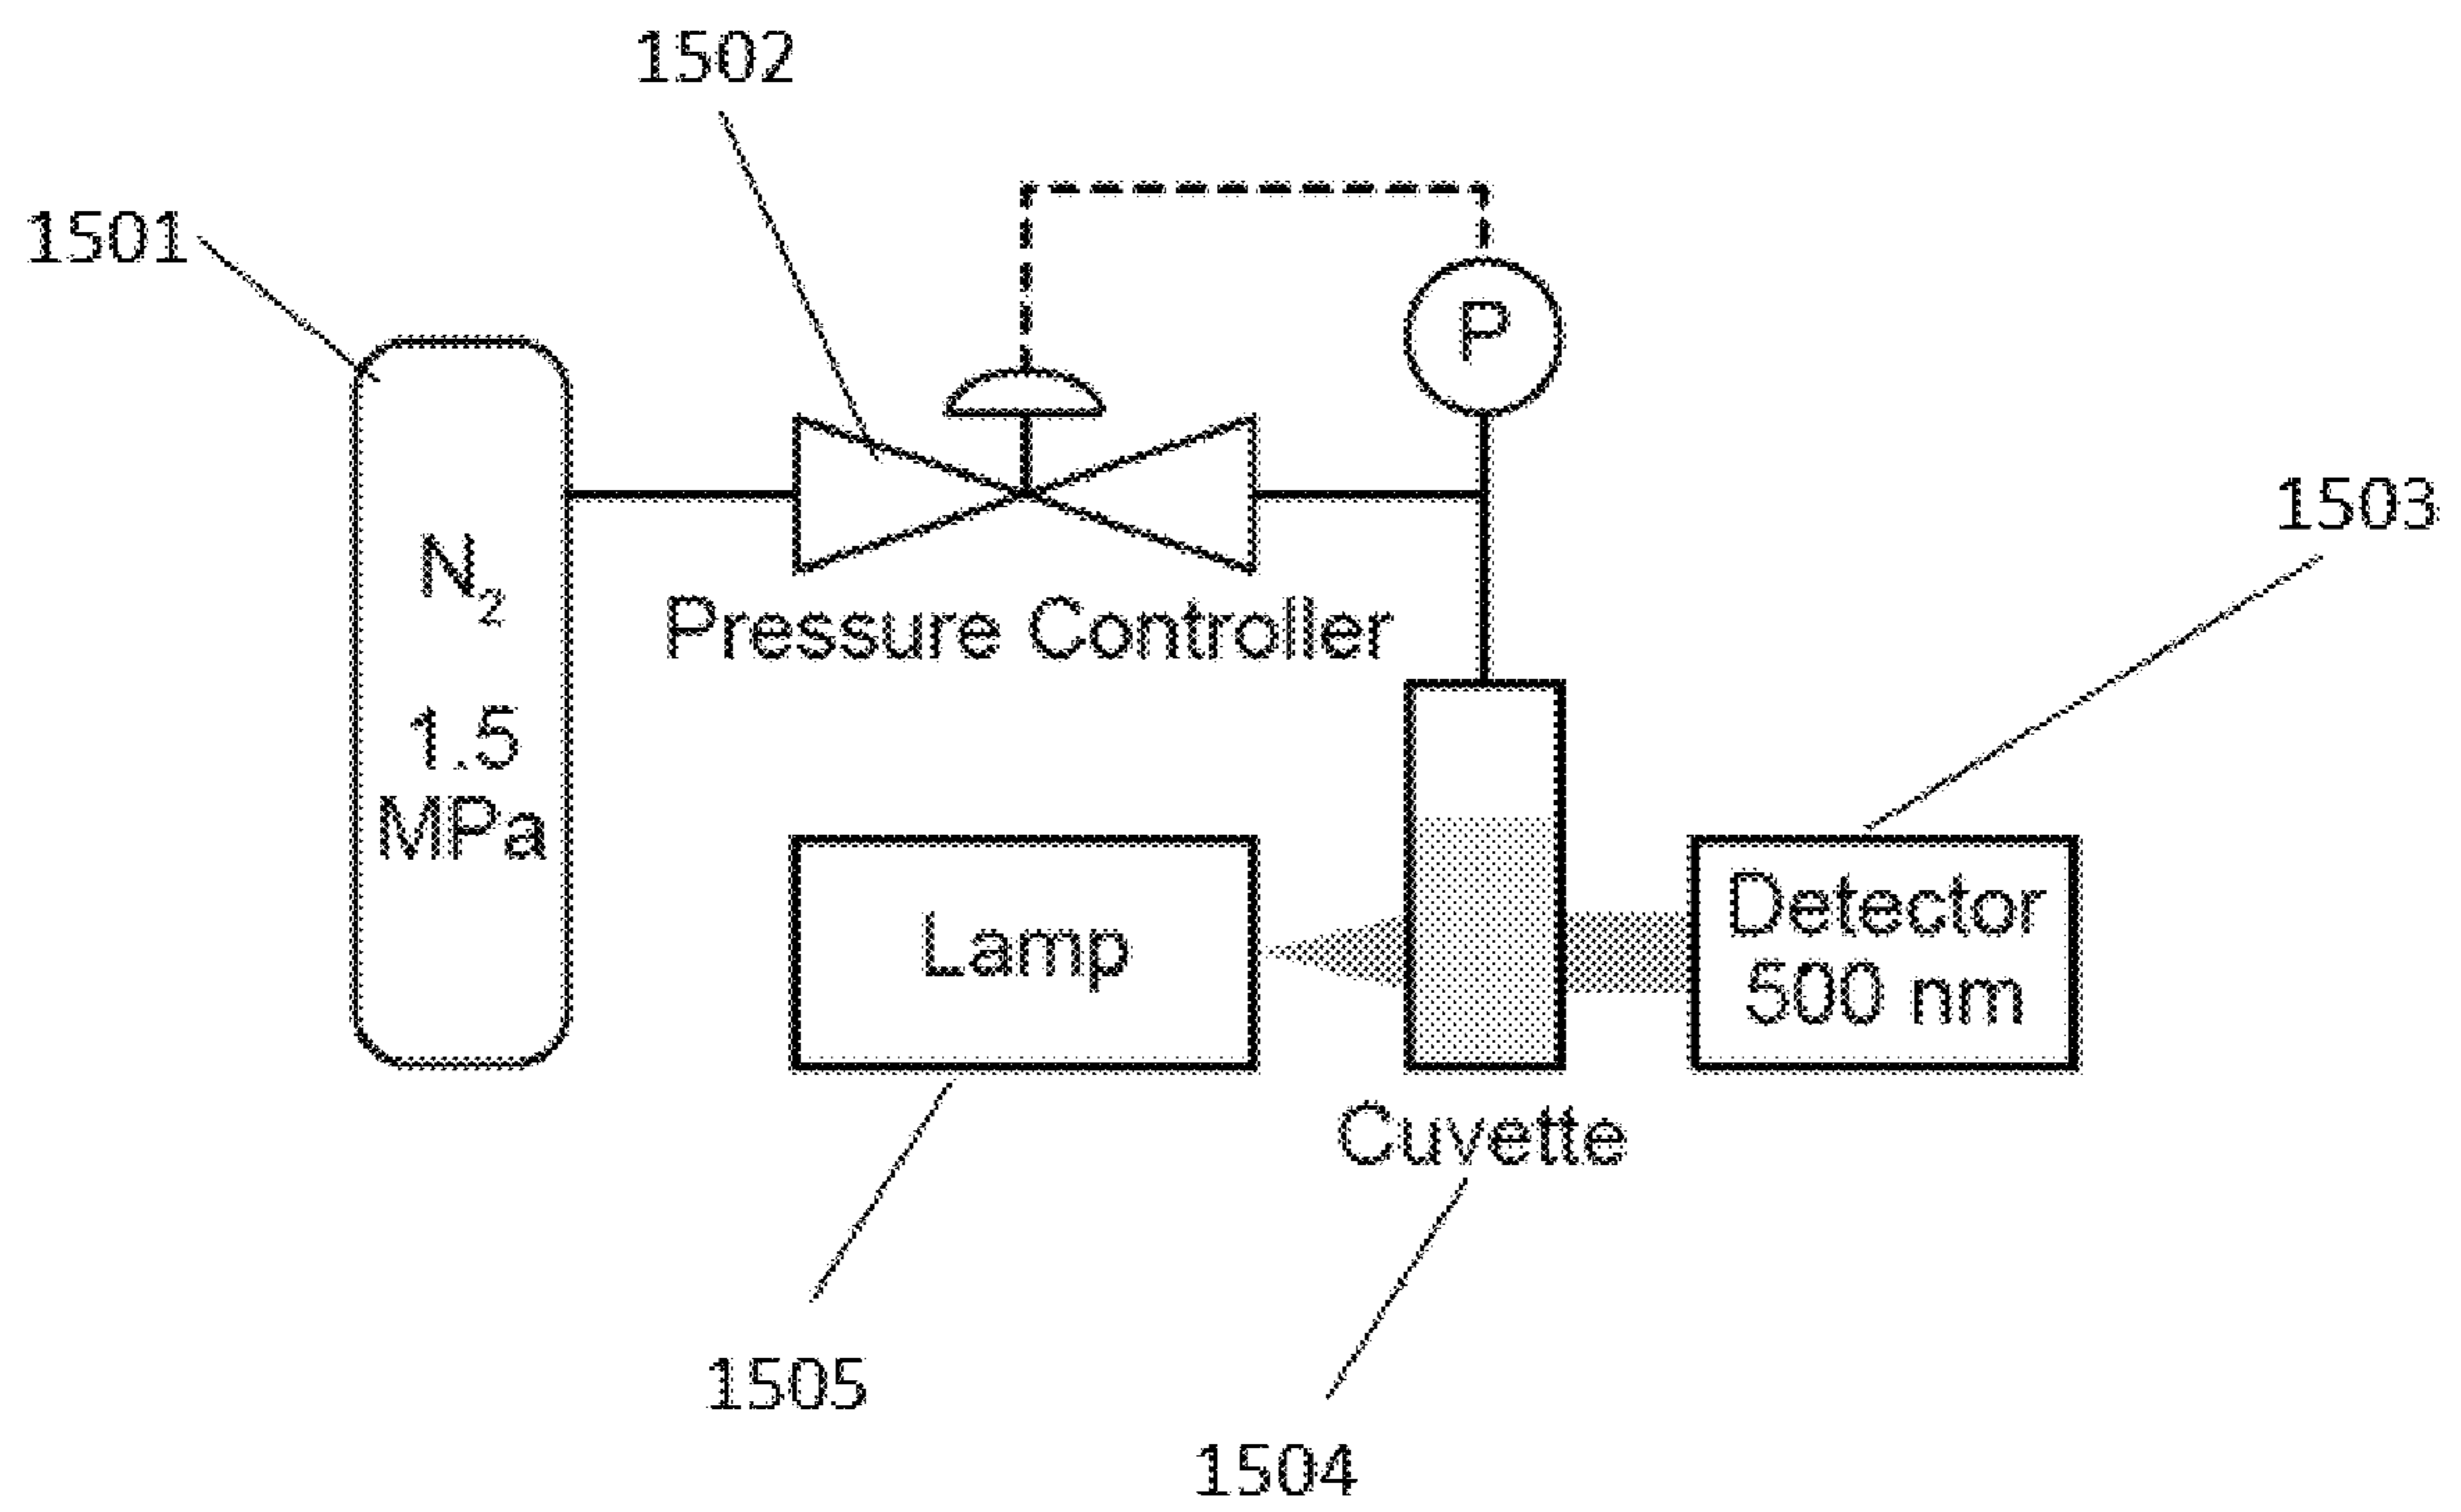 1502
1501
P
1503
N₂
Pressure Controller
1.5
MPa
Lamp
Detector
500 nm
Cuvette
1505
1504